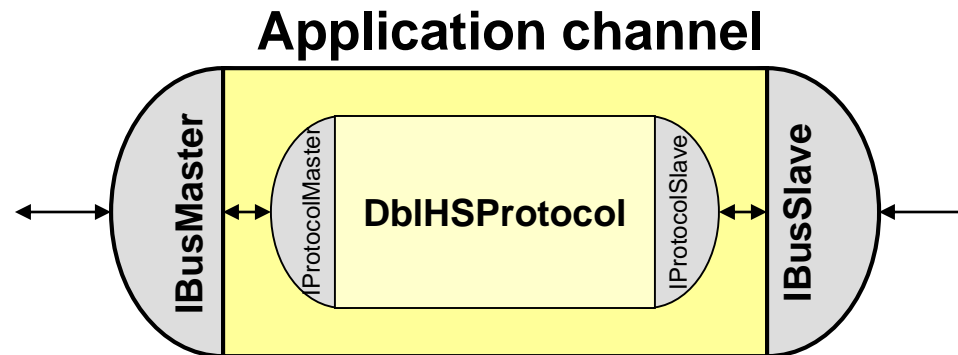 Application channel
IBusMaster
IProtocolMaster
DblHSProtocol
IProtocolSlave
IBusSlave